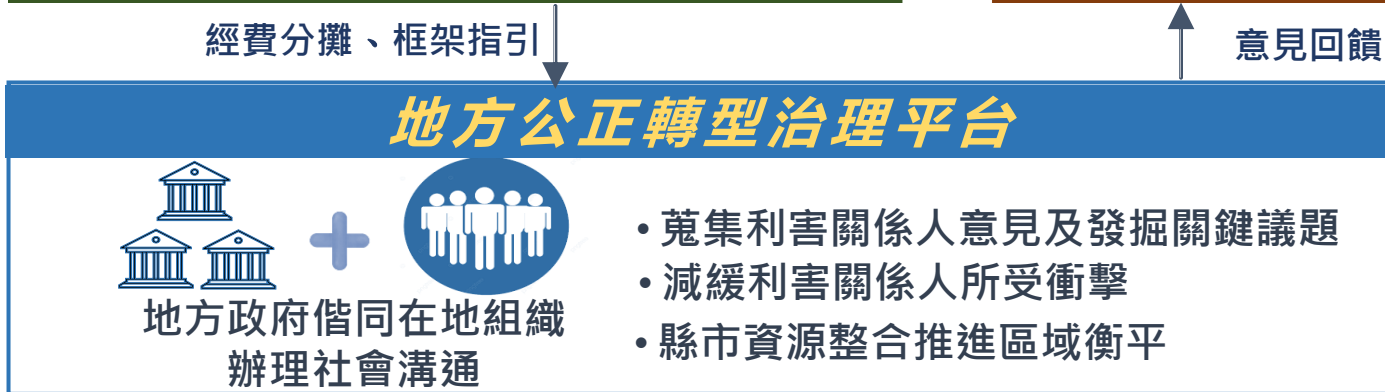 經費分攤、框架指引
意見回饋
地方公正轉型治理平台
地方政府偕同在地組織
辦理社會溝通
•蒐集利害關係人意見及發掘關鍵議題
•減緩利害關係人所受衝擊
•縣市資源整合推進區域衡平